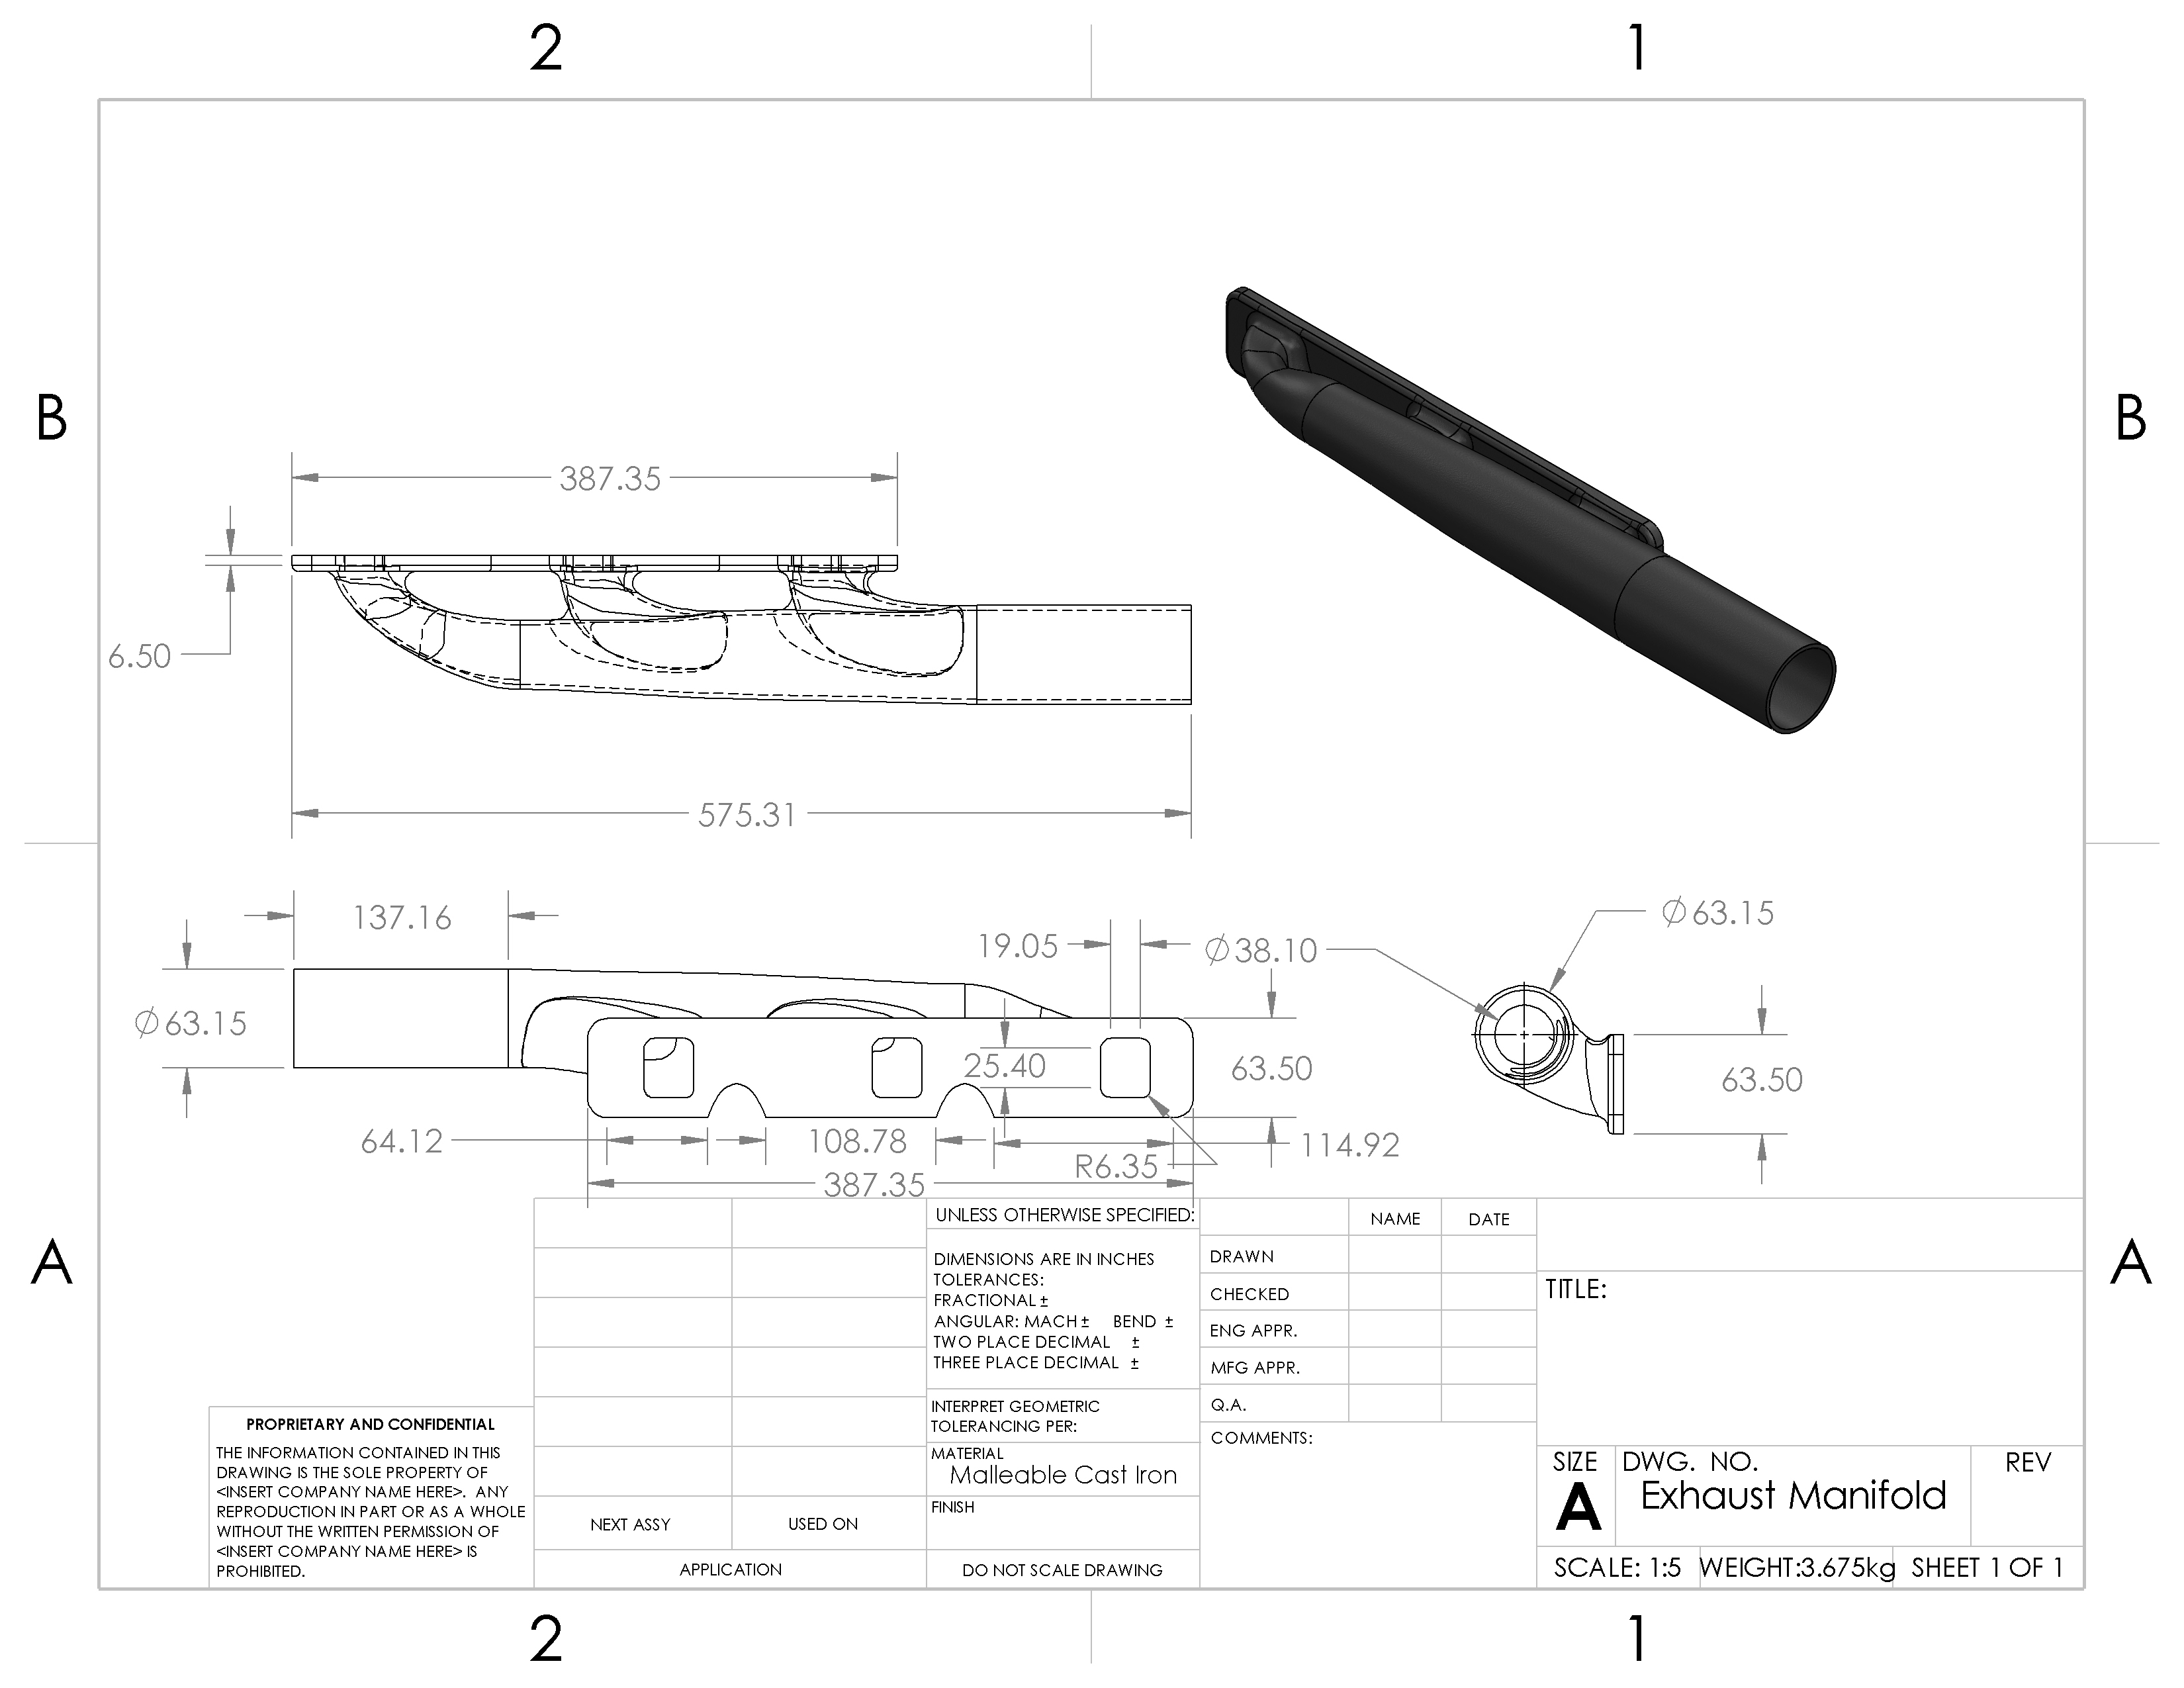 2
1
B
B
387.35
6.50
575.31
137.16
Ø63.15
19.05
Ø38.10
Ø63.15
Ø63.15
25.40
63.50
63.50
64.12
108.78
114.92
R6.35
387.35
A
A
UNLESS OTHERWISE SPECIFIED:
DIMENSIONS ARE IN INCHES
TOLERANCES:
FRACTIONAL ±
ANGULAR: MACH ± BEND ±
TWO PLACE DECIMAL ±
THREE PLACE DECIMAL ±
INTERPRET GEOMETRIC
TOLERANCING PER:
MATERIAL
Malleable Cast Iron
FINISH
DO NOT SCALE DRAWING
NAME
DATE
DRAWN
CHECKED
ENG APPR.
MFG APPR.
Q.A.
COMMENTS:
TITLE:
SIZE
A
DWG. NO.
Exhaust Manifold
REV
SCALE: 1:5
WEIGHT:3.675kg
SHEET 1 OF 1
PROPRIETARY AND CONFIDENTIAL
THE INFORMATION CONTAINED IN THIS
DRAWING IS THE SOLE PROPERTY OF
<INSERT COMPANY NAME HERE>. ANY
REPRODUCTION IN PART OR AS A WHOLE
WITHOUT THE WRITTEN PERMISSION OF
<INSERT COMPANY NAME HERE> IS
PROHIBITED.
NEXT ASSY
USED ON
APPLICATION
2
1